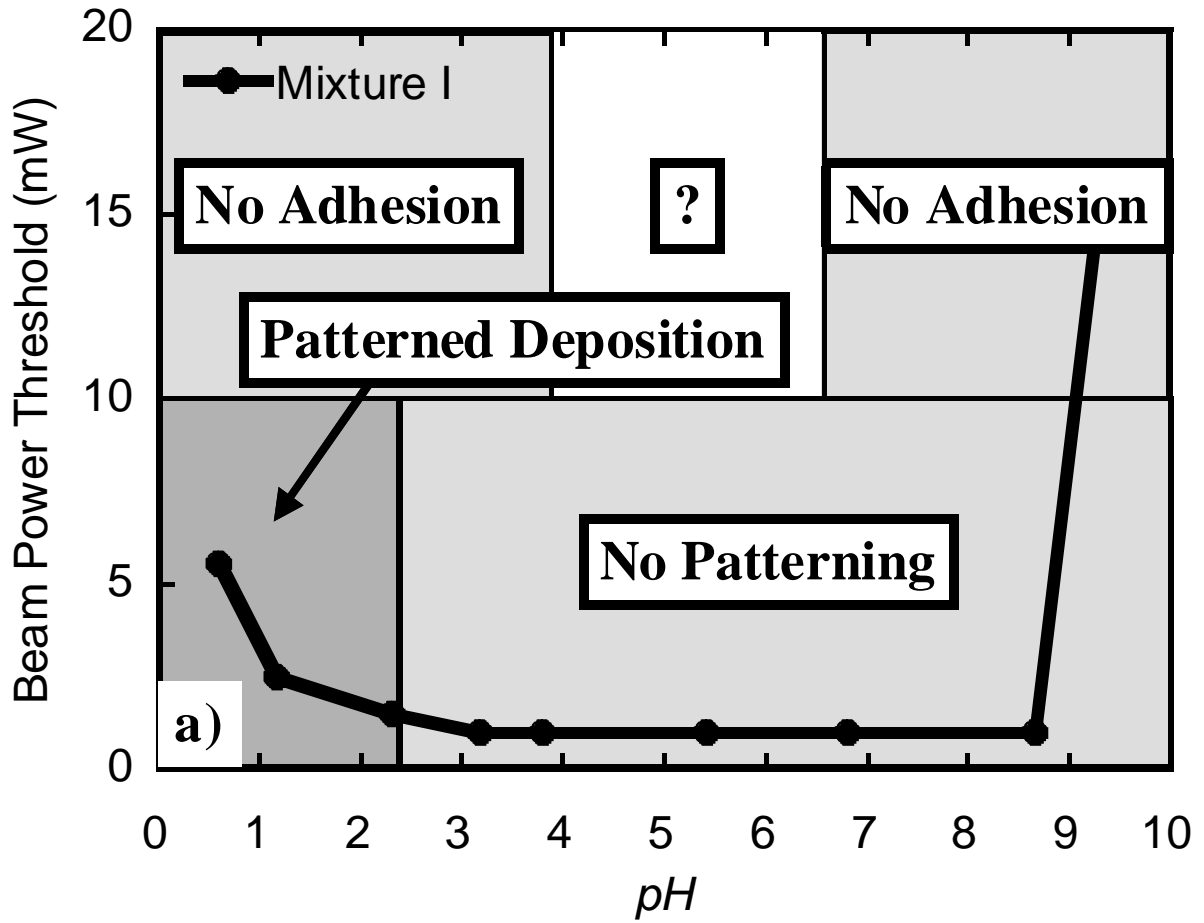 Beam Power Threshold (mW)
20
15
10
5
0
Mixture I
No Adhesion
?
No Adhesion
Patterned Deposition
No Patterning
a)
0 1 2 3 4 5 6 7 8 9 10
pH